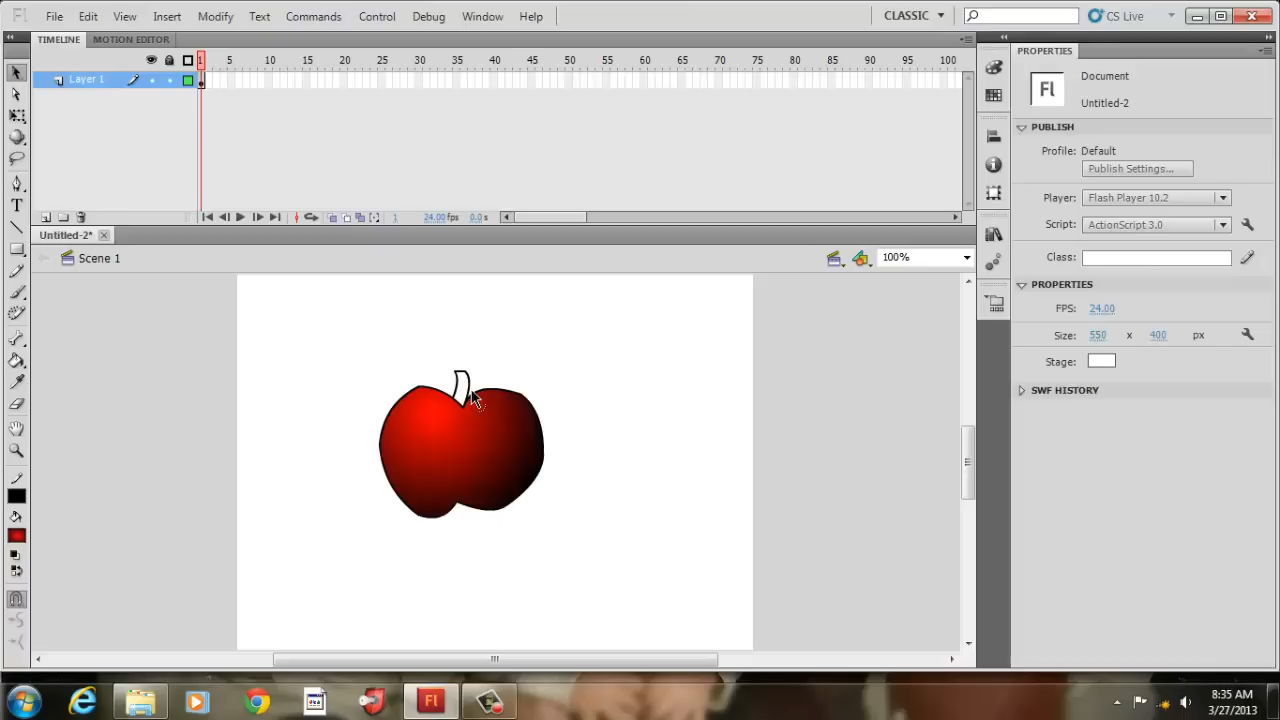 Fl File Edit View Insert Modify Text Commands Control Debug Window Help CLASSIC CS Live
TIMELINE MOTION EDITOR
1 5 10 15 20 25 30 35 40 45 50 55 60 65 70 75 80 85 90 95 100
Layer 1
1 24.00 fps 0.0 s
Untitled-2*
Scene 1 100%
PROPERTIES
Fl Document
Untitled-2
PUBLISH
Profile: Default
Publish Settings...
Player: Flash Player 10.2
Script: ActionScript 3.0
Class:
PROPERTIES
FPS: 24.00
Size: 550 x 400 px
Stage:
SWF HISTORY
Fl
8:35 AM
3/27/2013